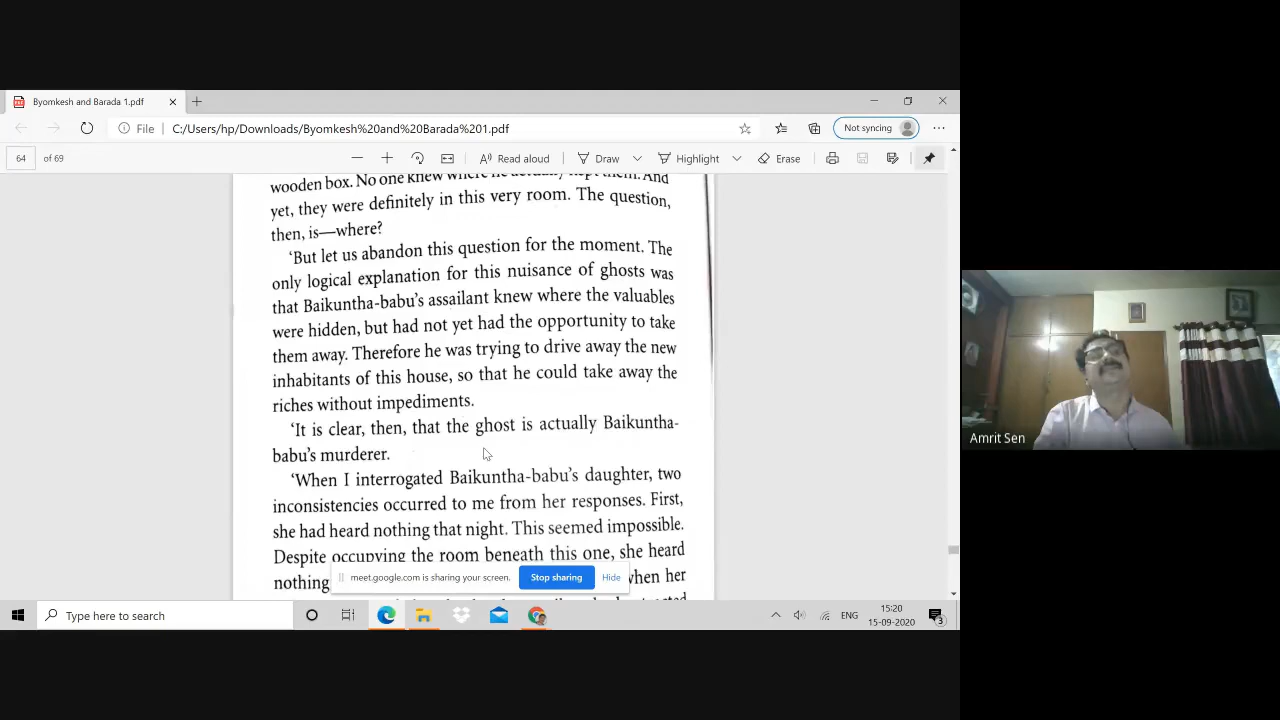 Byomkesh and Barada 1.pdf
File
C:/Users/hp/Downloads/Byomkesh%20and%20Barada%201.pdf
Not syncing
64 of 69
Read aloud
Draw
Highlight
Erase
wooden box. No one knew where he actually kept them. And
yet, they were definitely in this very room. The question,
then, is—where?
'But let us abandon this question for the moment. The
only logical explanation for this nuisance of ghosts was
that Baikuntha-babu's assailant knew where the valuables
were hidden, but had not yet had the opportunity to take
them away. Therefore he was trying to drive away the new
inhabitants of this house, so that he could take away the
riches without impediments.
'It is clear, then, that the ghost is actually Baikuntha-
babu's murderer.
'When I interrogated Baikuntha-babu's daughter, two
inconsistencies occurred to me from her responses. First,
she had heard nothing that night. This seemed impossible.
Despite occupying the room beneath this one, she heard
nothing when her
meet.google.com is sharing your screen.
Stop sharing
Hide
Amrit Sen
Type here to search
ENG
15:20
15-09-2020
3